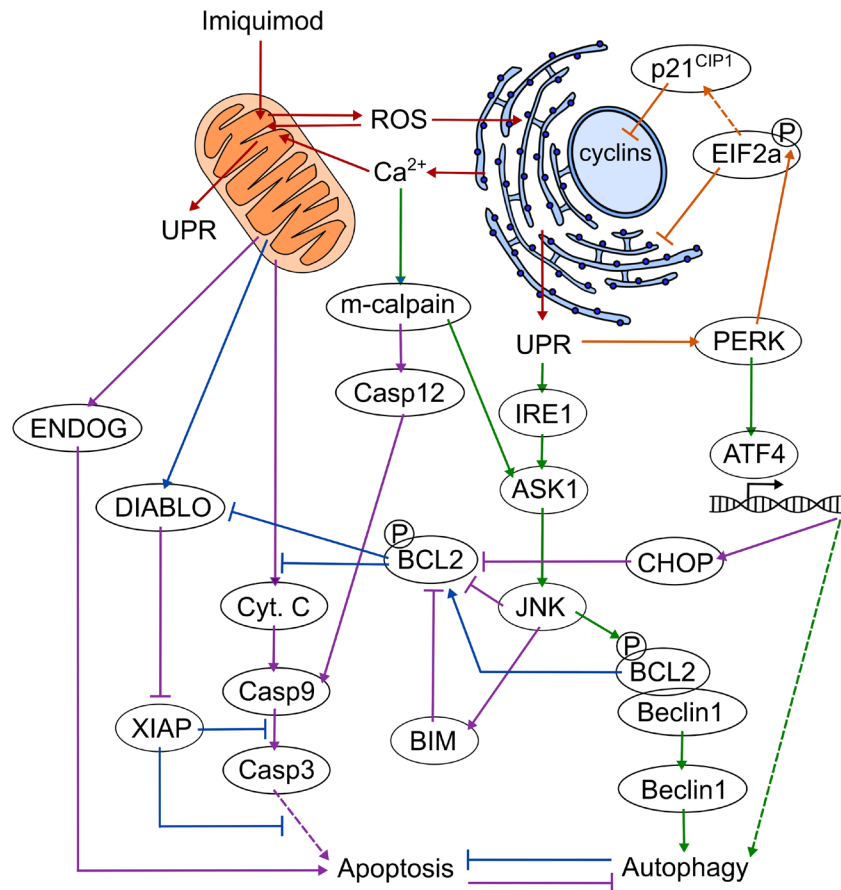 Imiquimod
p21CIP1
ROS
P
cyclins
EIF2a
Ca2+
UPR
m-calpain
UPR
PERK
Casp12
IRE1
ENDOG
ATF4
ASK1
DIABLO
P
BCL2
CHOP
Cyt. C
JNK
P
BCL2
Casp9
Beclin1
XIAP
BIM
Casp3
Beclin1
Apoptosis
Autophagy